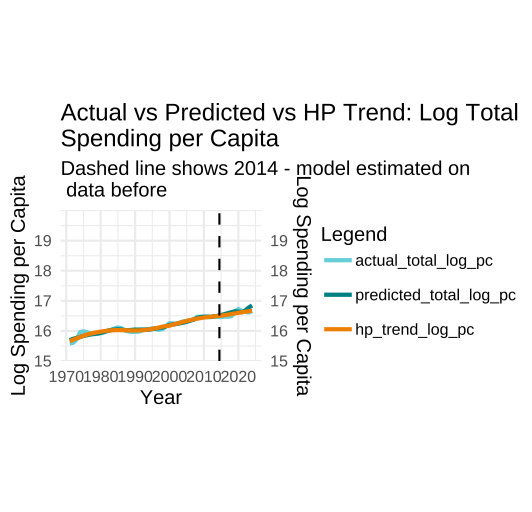 Actual vs Predicted vs HP Trend: Log Total
Spending per Capita
Dashed line shows 2014 - model estimated on
data before
Log Spending per Capita
19
18
17
16
15
19
18
17
16
15
Log Spending per Capita
1970 1980 1990 2000 2010 2020
Year
Legend
actual_total_log_pc
predicted_total_log_pc
hp_trend_log_pc